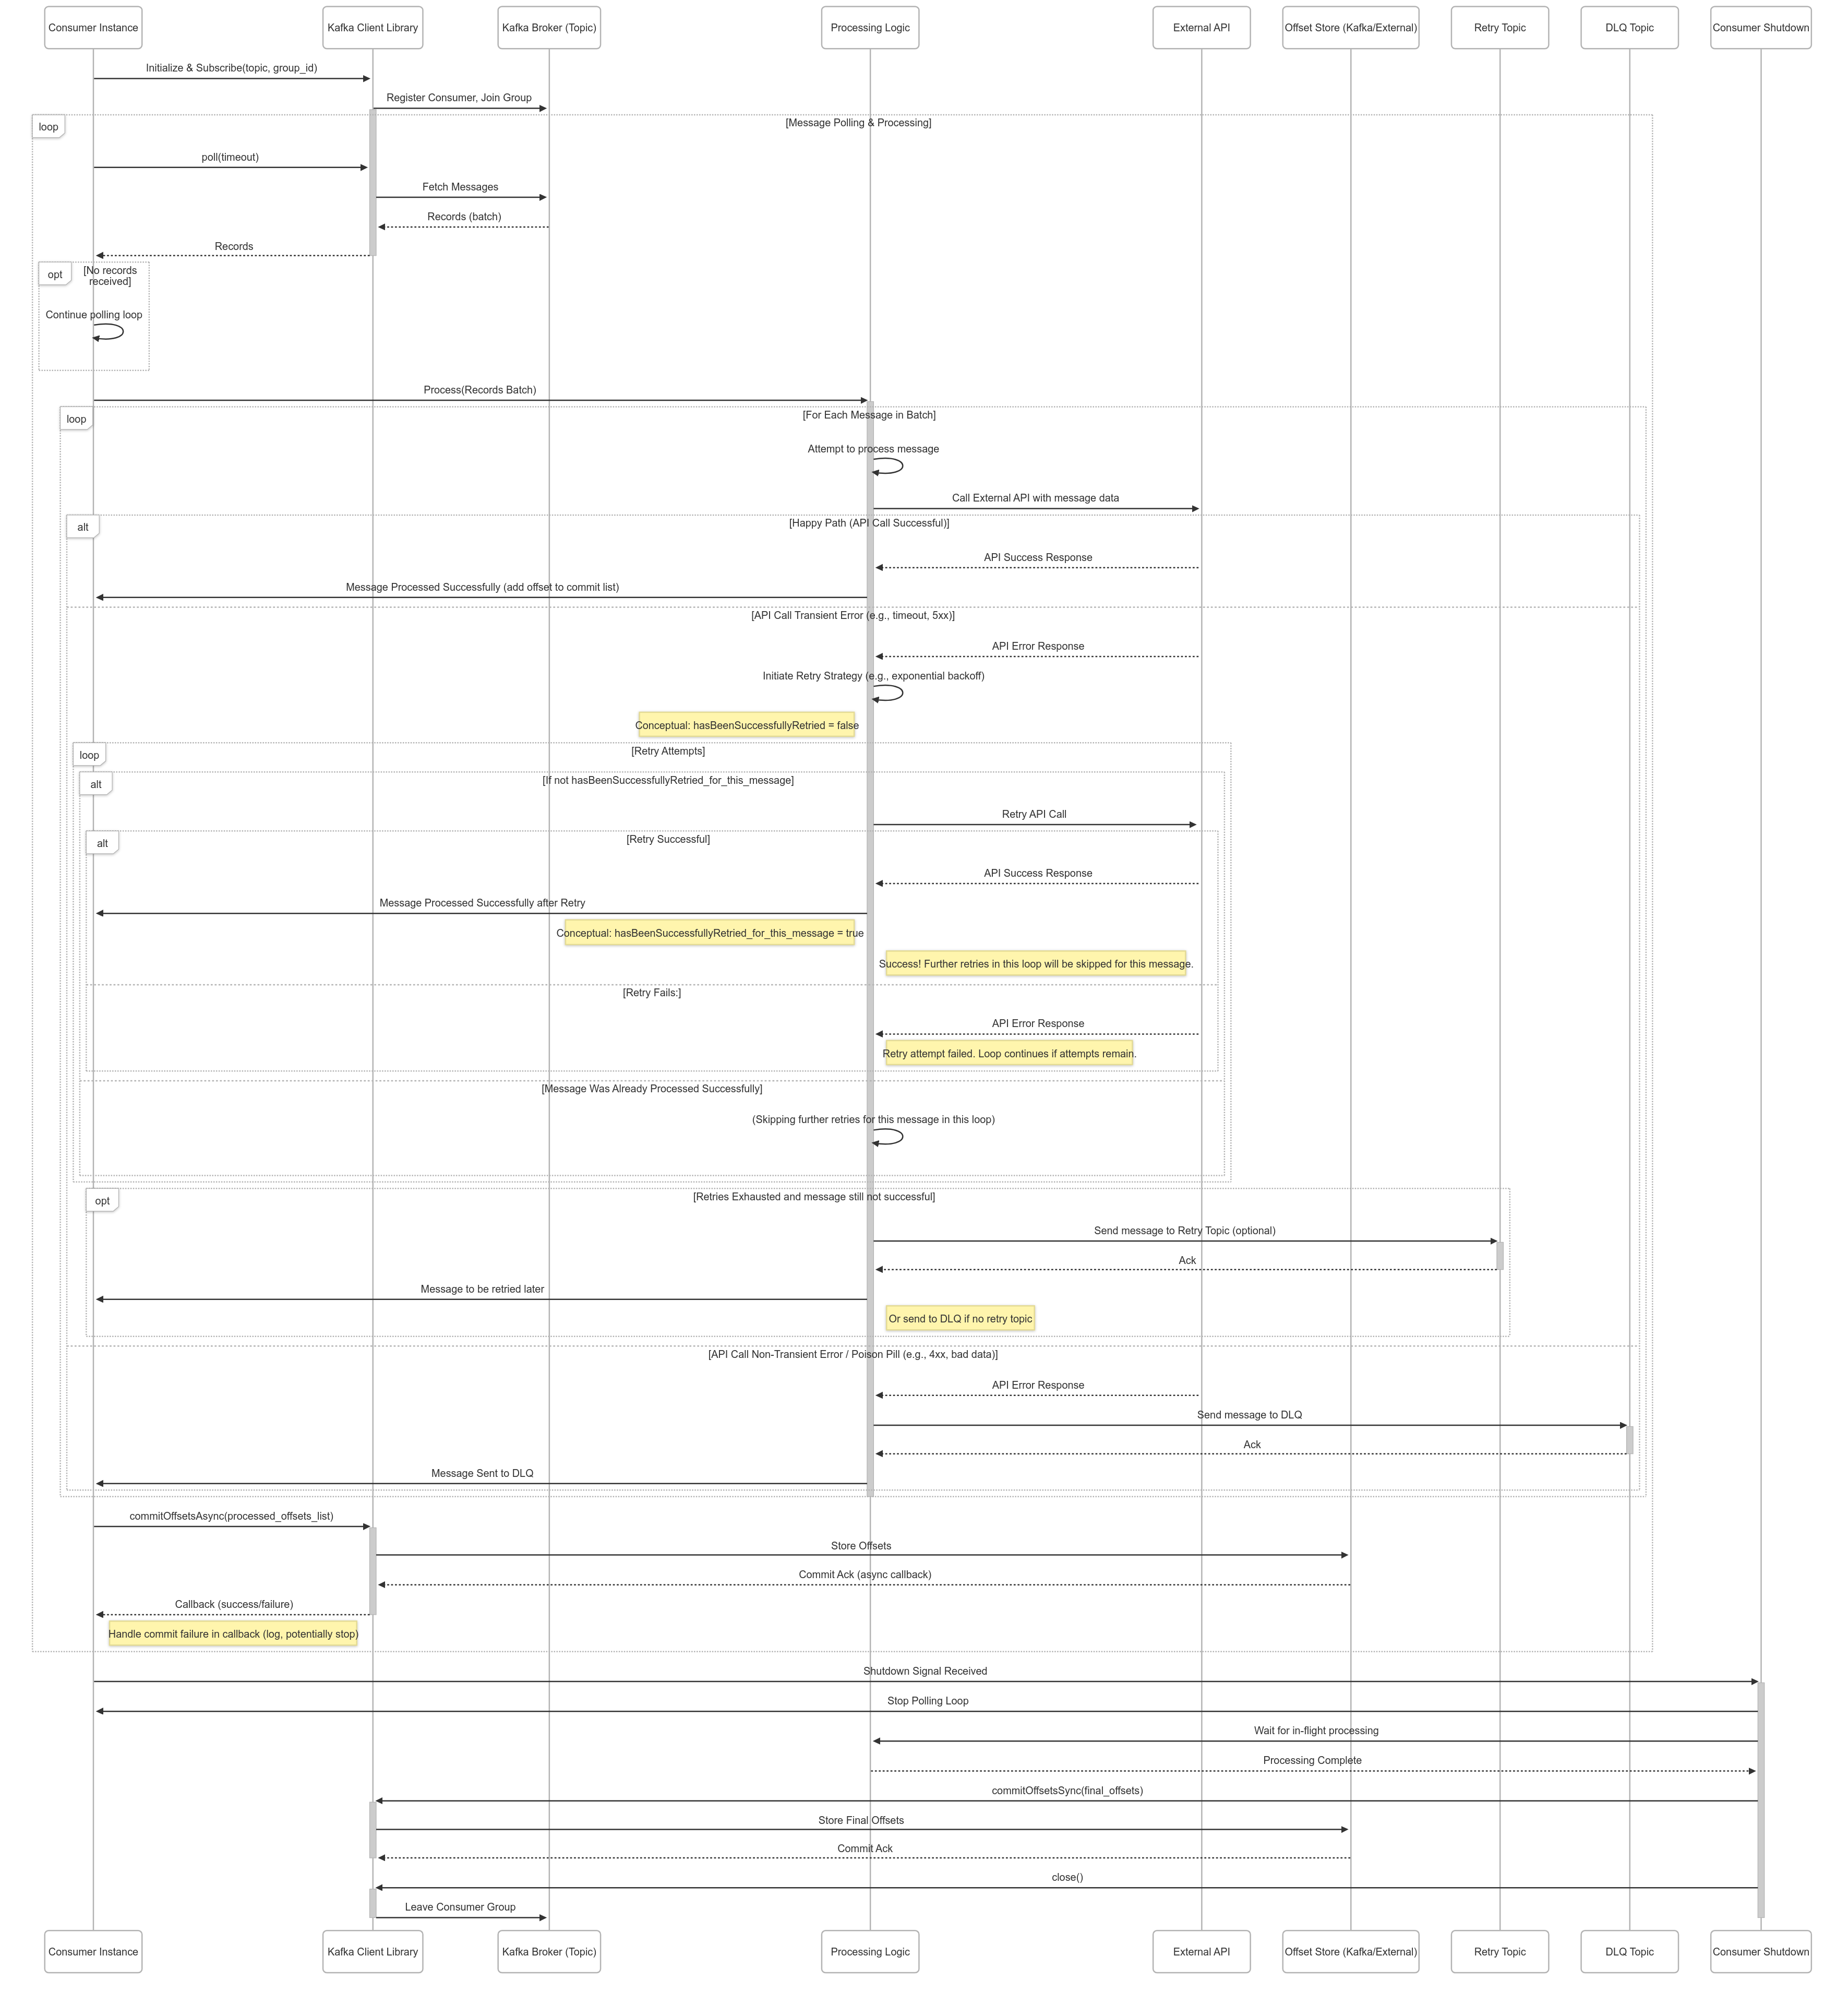 Consumer Instance
Kafka Client Library
Kafka Broker (Topic)
Processing Logic
External API
Offset Store (Kafka/External)
Retry Topic
DLQ Topic
Consumer Shutdown
Initialize & Subscribe(topic, group_id)
Register Consumer, Join Group
loop
[Message Polling & Processing]
poll(timeout)
Fetch Messages
Records (batch)
Records
opt
[No records
received]
Continue polling loop
Process(Records Batch)
loop
[For Each Message in Batch]
Attempt to process message
Call External API with message data
alt
[Happy Path (API Call Successful)]
API Success Response
Message Processed Successfully (add offset to commit list)
[API Call Transient Error (e.g., timeout, 5xx)]
API Error Response
Initiate Retry Strategy (e.g., exponential backoff)
Conceptual: hasBeenSuccessfullyRetried = false
loop
[Retry Attempts]
alt
[If not hasBeenSuccessfullyRetried_for_this_message]
Retry API Call
alt
[Retry Successful]
API Success Response
Message Processed Successfully after Retry
Conceptual: hasBeenSuccessfullyRetried_for_this_message = true
Success! Further retries in this loop will be skipped for this message.
[Retry Fails:]
API Error Response
Retry attempt failed. Loop continues if attempts remain.
[Message Was Already Processed Successfully]
(Skipping further retries for this message in this loop)
opt
[Retries Exhausted and message still not successful]
Send message to Retry Topic (optional)
Ack
Message to be retried later
Or send to DLQ if no retry topic
[API Call Non-Transient Error / Poison Pill (e.g., 4xx, bad data)]
API Error Response
Send message to DLQ
Ack
Message Sent to DLQ
commitOffsetsAsync(processed_offsets_list)
Store Offsets
Commit Ack (async callback)
Callback (success/failure)
Handle commit failure in callback (log, potentially stop)
Shutdown Signal Received
Stop Polling Loop
Wait for in-flight processing
Processing Complete
commitOffsetsSync(final_offsets)
Store Final Offsets
Commit Ack
close()
Leave Consumer Group
Consumer Instance
Kafka Client Library
Kafka Broker (Topic)
Processing Logic
External API
Offset Store (Kafka/External)
Retry Topic
DLQ Topic
Consumer Shutdown